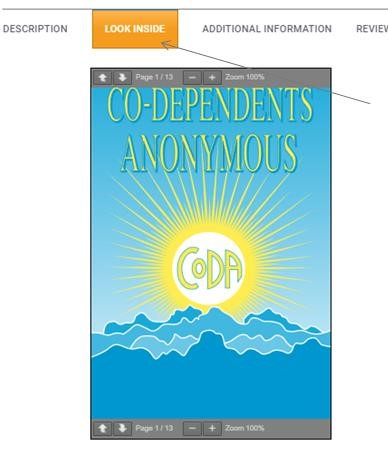 DESCRIPTION LOOK INSIDE ADDITIONAL INFORMATION REVIEW
Page 1 / 13 Zoom 100%
CO-DEPENDENTS
ANONYMOUS
CoDA
Page 1 / 13 Zoom 100%